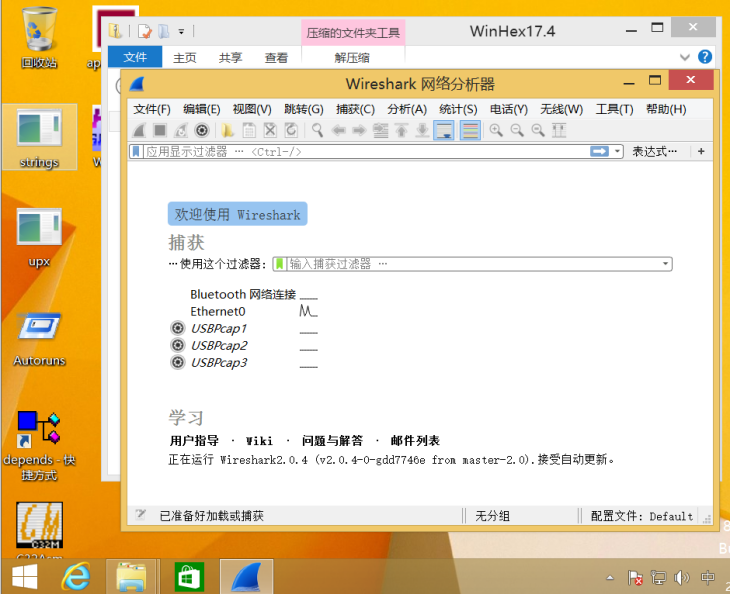 回收站
strings
upx
Autoruns
depends - 快
捷方式
压缩的文件夹工具
WinHex17.4
文件 主页 共享 查看 解压缩
Wireshark 网络分析器
文件(F) 编辑(E) 视图(V) 跳转(G) 捕获(C) 分析(A) 统计(S) 电话(Y) 无线(W) 工具(T) 帮助(H)
应用显示过滤器 … <Ctrl-/> 表达式…
欢迎使用 Wireshark
捕获
…使用这个过滤器: 输入捕获过滤器 …
Bluetooth 网络连接
Ethernet0
USBPcap1
USBPcap2
USBPcap3
学习
用户指导 · Wiki · 问题与解答 · 邮件列表
正在运行 Wireshark2.0.4 (v2.0.4-0-gdd7746e from master-2.0).接受自动更新。
已准备好加载或捕获 无分组 配置文件: Default
中